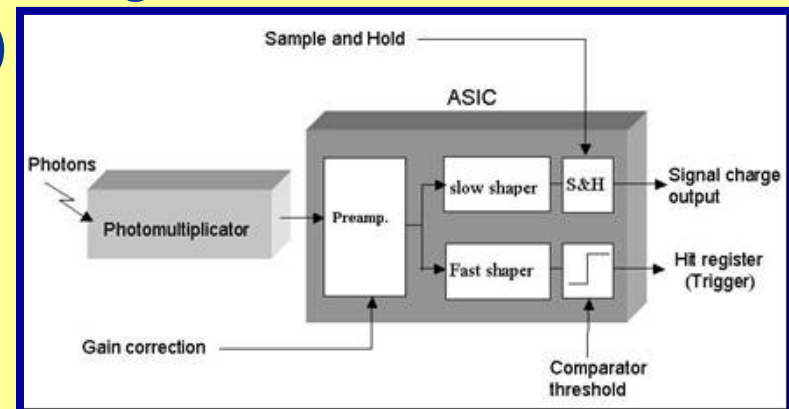 Sample and Hold
ASIC
Photons
Photomultiplicator
Preamp.
slow shaper
S&H
Signal charge
output
Fast shaper
Hit register
(Trigger)
Gain correction
Comparator
threshold